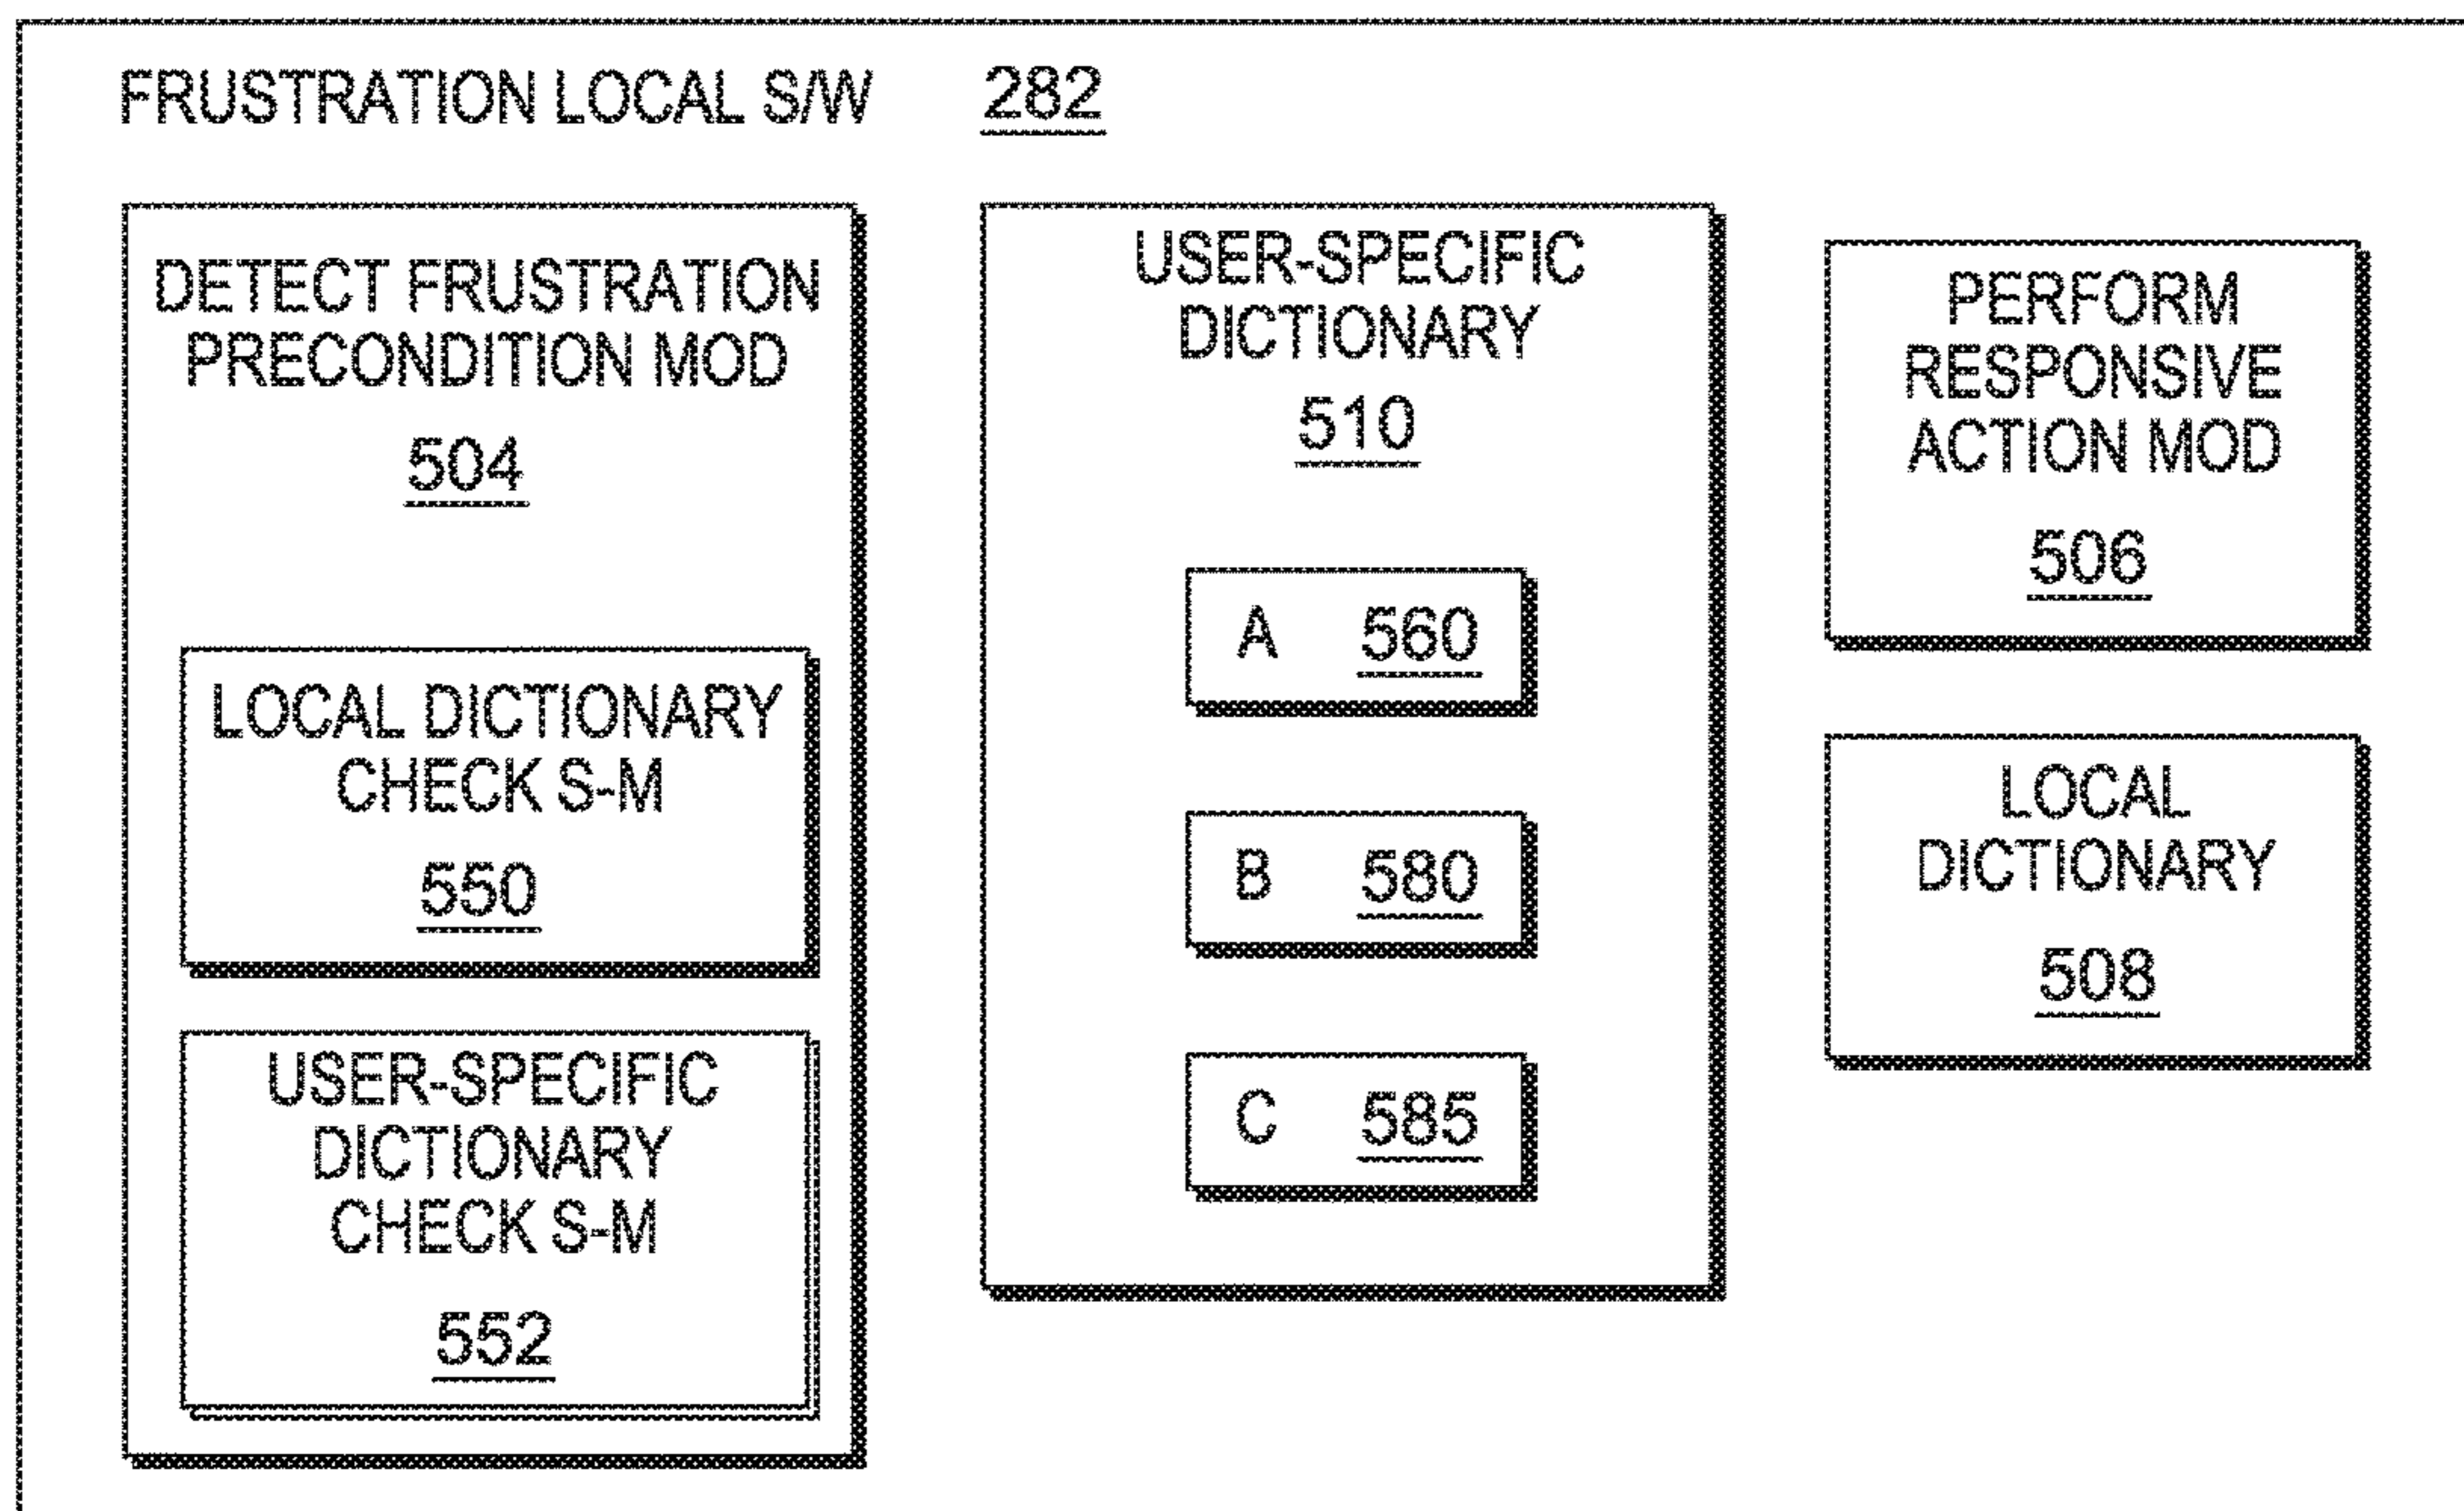 FRUSTRATION LOCAL S/W 282
DETECT FRUSTRATION
PRECONDITION MOD
504
LOCAL DICTIONARY
CHECK S-M
550
USER-SPECIFIC
DICTIONARY
CHECK S-M
552
USER-SPECIFIC
DICTIONARY
510
A 560
B 580
C 585
PERFORM
RESPONSIVE
ACTION MOD
506
LOCAL
DICTIONARY
508